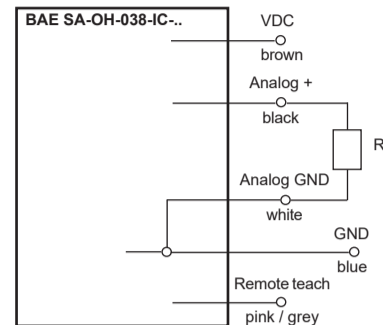 BAE SA-OH-038-IC-..
VDC
brown
Analog +
black
R
Analog GND
white
GND
blue
Remote teach
pink / grey